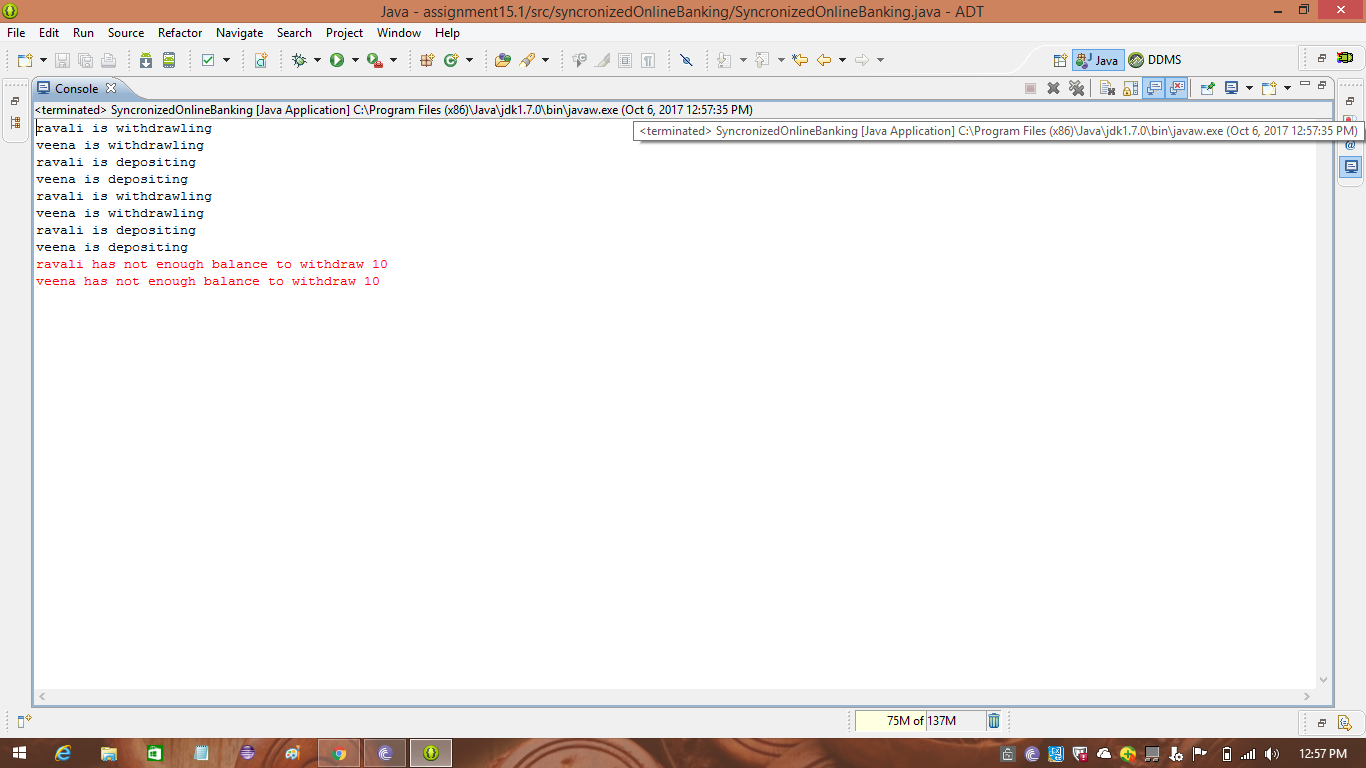 Java - assignment15.1/src/syncronizedOnlineBanking/SyncronizedOnlineBanking.java - ADT
File Edit Run Source Refactor Navigate Search Project Window Help
Java DDMS
Console
<terminated> SyncronizedOnlineBanking [Java Application] C:\Program Files (x86)\Java\jdk1.7.0\bin\javaw.exe (Oct 6, 2017 12:57:35 PM)
<terminated> SyncronizedOnlineBanking [Java Application] C:\Program Files (x86)\Java\jdk1.7.0\bin\javaw.exe (Oct 6, 2017 12:57:35 PM)
ravali is withdrawling
veena is withdrawling
ravali is depositing
veena is depositing
ravali is withdrawling
veena is withdrawling
ravali is depositing
veena is depositing
ravali has not enough balance to withdraw 10
veena has not enough balance to withdraw 10
75M of 137M
12:57 PM